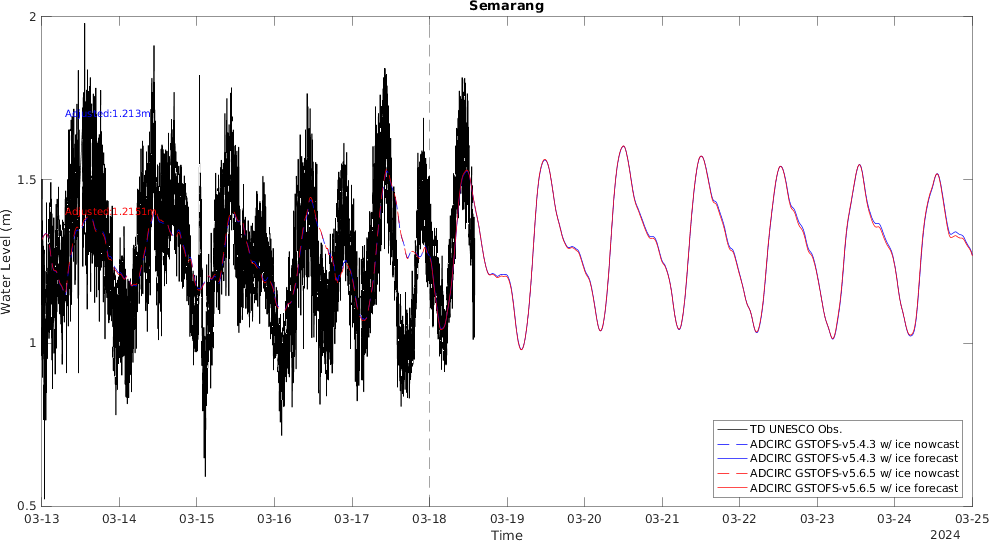 Semarang
Water Level (m)
2
1.5
1
0.5
Adjusted:1.213m
Adjusted:1.2151m
TD UNESCO Obs.
ADCIRC GSTOFS-v5.4.3 w/ ice nowcast
ADCIRC GSTOFS-v5.4.3 w/ ice forecast
ADCIRC GSTOFS-v5.6.5 w/ ice nowcast
ADCIRC GSTOFS-v5.6.5 w/ ice forecast
03-13 03-14 03-15 03-16 03-17 03-18 03-19 03-20 03-21 03-22 03-23 03-24 03-25
Time
2024